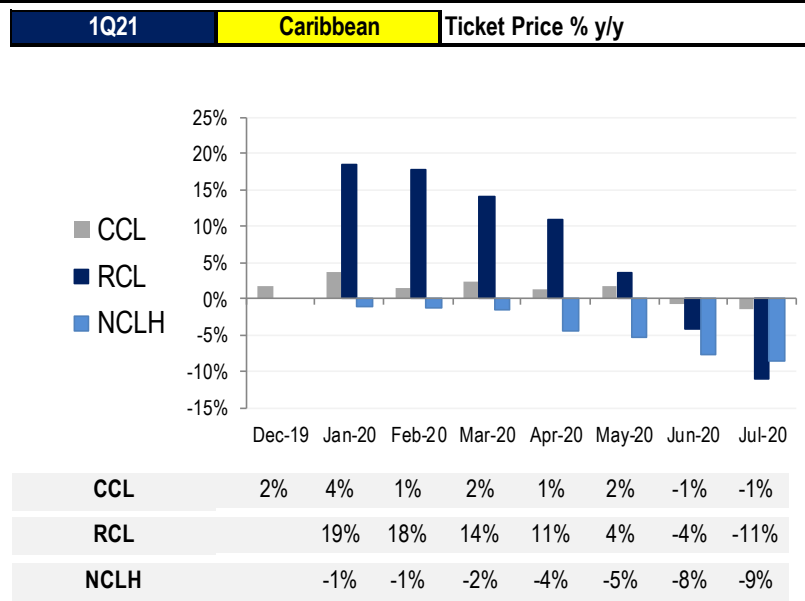 1Q21 Caribbean Ticket Price % y/y
25%
20%
15%
10%
5%
0%
-5%
-10%
-15%
CCL
RCL
NCLH
Dec-19 Jan-20 Feb-20 Mar-20 Apr-20 May-20 Jun-20 Jul-20
CCL 2% 4% 1% 2% 1% 2% -1% -1%
RCL 19% 18% 14% 11% 4% -4% -11%
NCLH -1% -1% -2% -4% -5% -8% -9%